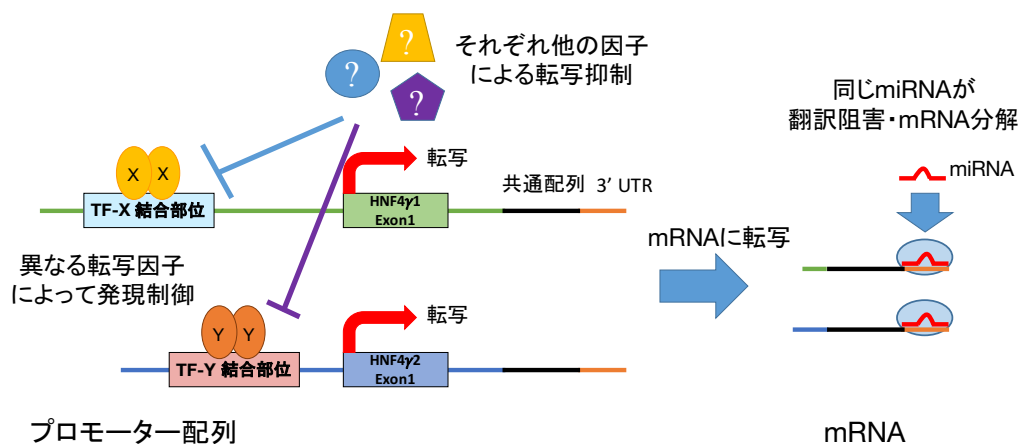 ?
?
?
それぞれ他の因子
による転写抑制
同じmiRNAが
翻訳阻害・mRNA分解
miRNA
X X
転写
共通配列 3’ UTR
TF-X 結合部位
HNF4γ1
Exon1
mRNAに転写
異なる転写因子
によって発現制御
Y Y
転写
TF-Y 結合部位
HNF4γ2
Exon1
プロモーター配列
mRNA